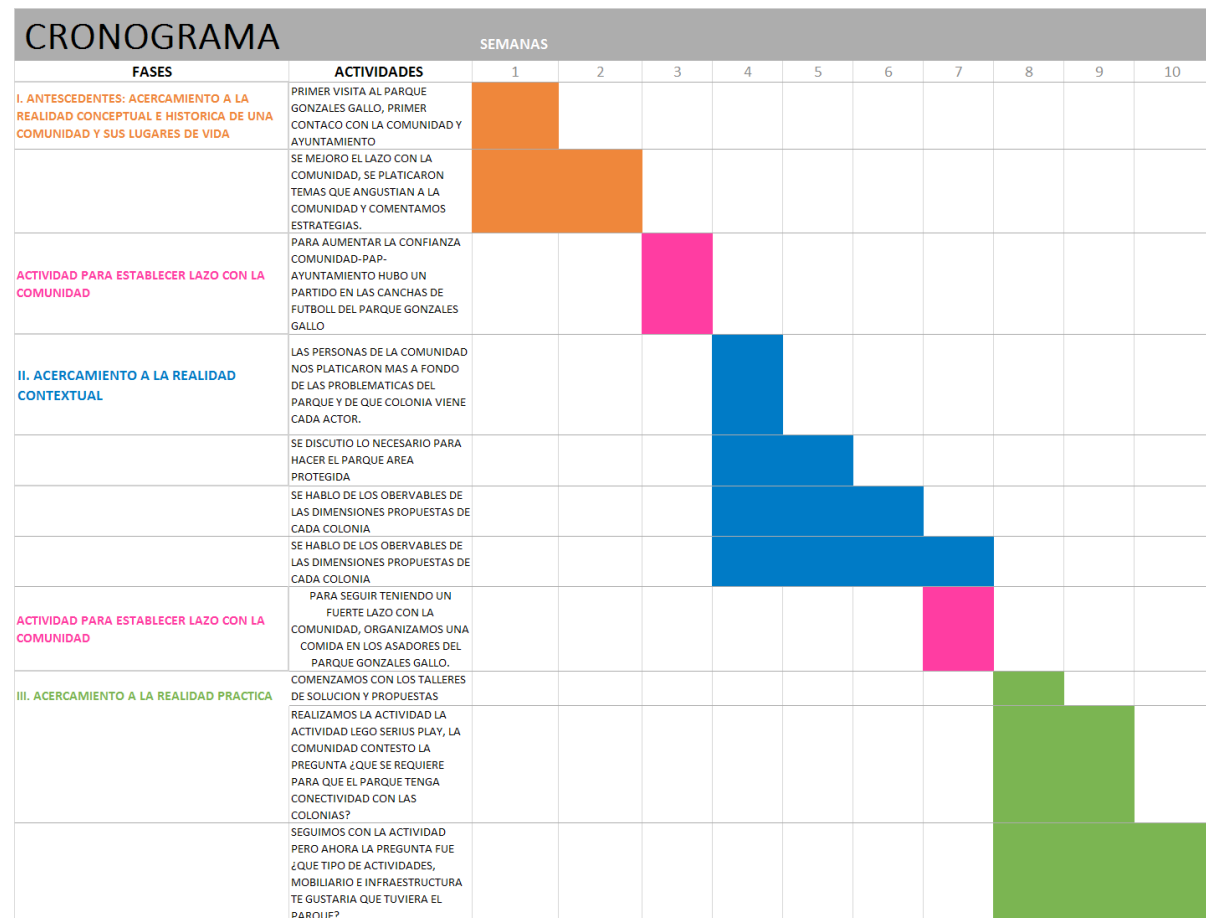 CRONOGRAMA
SEMANAS
FASES
ACTIVIDADES
1 2 3 4 5 6 7 8 9 10
I. ANTESCEDENTES: ACERCAMIENTO A LA
REALIDAD CONCEPTUAL E HISTORICA DE UNA
COMUNIDAD Y SUS LUGARES DE VIDA
PRIMER VISITA AL PARQUE
GONZALES GALLO, PRIMER
CONTACO CON LA COMUNIDAD Y
AYUNTAMIENTO
SE MEJORO EL LAZO CON LA
COMUNIDAD, SE PLATICARON
TEMAS QUE ANGUSTIAN A LA
COMUNIDAD Y COMENTAMOS
ESTRATEGIAS.
ACTIVIDAD PARA ESTABLECER LAZO CON LA
COMUNIDAD
PARA AUMENTAR LA CONFIANZA
COMUNIDAD-PAP-
AYUNTAMIENTO HUBO UN
PARTIDO EN LAS CANCHAS DE
FUTBOLL DEL PARQUE GONZALES
GALLO
II. ACERCAMIENTO A LA REALIDAD
CONTEXTUAL
LAS PERSONAS DE LA COMUNIDAD
NOS PLATICARON MAS A FONDO
DE LAS PROBLEMATICAS DEL
PARQUE Y DE QUE COLONIA VIENE
CADA ACTOR.
SE DISCUTIO LO NECESARIO PARA
HACER EL PARQUE AREA
PROTEGIDA
SE HABLO DE LOS OBERVABLES DE
LAS DIMENSIONES PROPUESTAS DE
CADA COLONIA
SE HABLO DE LOS OBERVABLES DE
LAS DIMENSIONES PROPUESTAS DE
CADA COLONIA
ACTIVIDAD PARA ESTABLECER LAZO CON LA
COMUNIDAD
PARA SEGUIR TENIENDO UN
FUERTE LAZO CON LA
COMUNIDAD, ORGANIZAMOS UNA
COMIDA EN LOS ASADORES DEL
PARQUE GONZALES GALLO.
III. ACERCAMIENTO A LA REALIDAD PRACTICA
COMENZAMOS CON LOS TALLERES
DE SOLUCION Y PROPUESTAS
REALIZAMOS LA ACTIVIDAD LA
ACTIVIDAD LEGO SERIUS PLAY, LA
COMUNIDAD CONTESTO LA
PREGUNTA ¿QUE SE REQUIERE
PARA QUE EL PARQUE TENGA
CONECTIVIDAD CON LAS
COLONIAS?
SEGUIMOS CON LA ACTIVIDAD
PERO AHORA LA PREGUNTA FUE
¿QUE TIPO DE ACTIVIDADES,
MOBILIARIO E INFRAESTRUCTURA
TE GUSTARIA QUE TUVIERA EL
PARQUE?